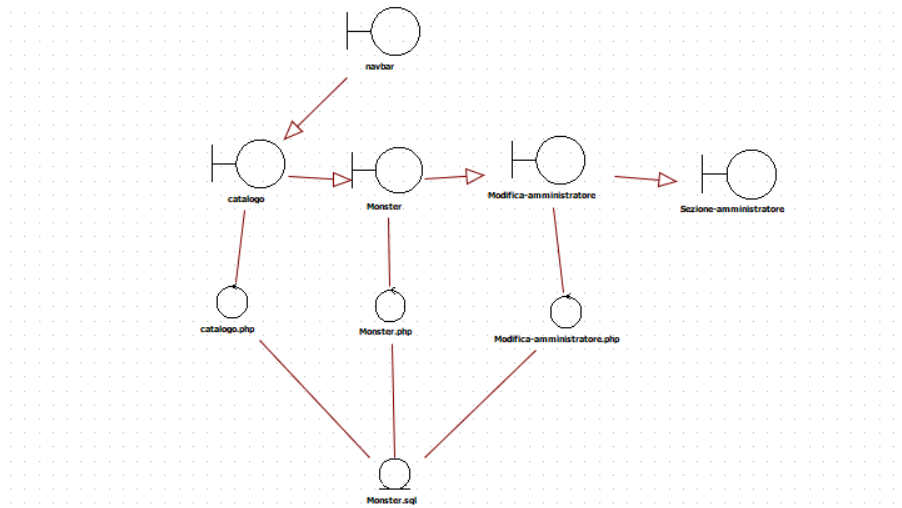 navbar
catalogo
Monster
Modifica-amministratore
Sezione-amministratore
catalogo.php
Monster.php
Modifica-amministratore.php
Monster.sql